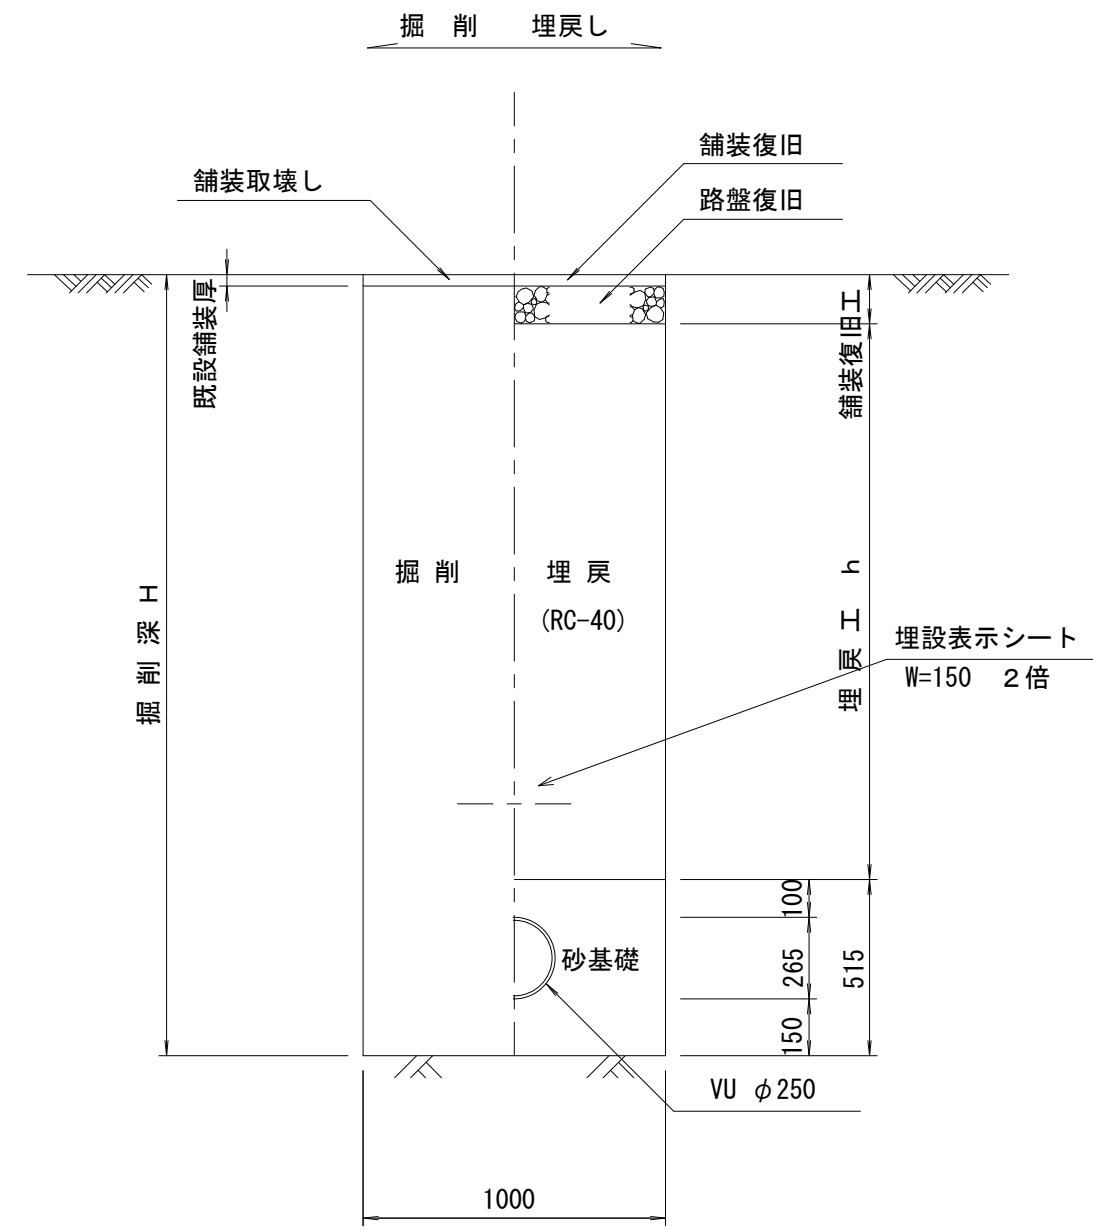 掘 削 埋戻し
舗装復旧
舗装取壊し
路盤復旧
既設舗装厚
舗装復旧工
掘 削
埋 戻
(RC-40)
掘 削 深 H
埋 戻 工 h
埋設表示シート
W=150 2倍
100
砂基礎
265
515
150
VU φ250
1000